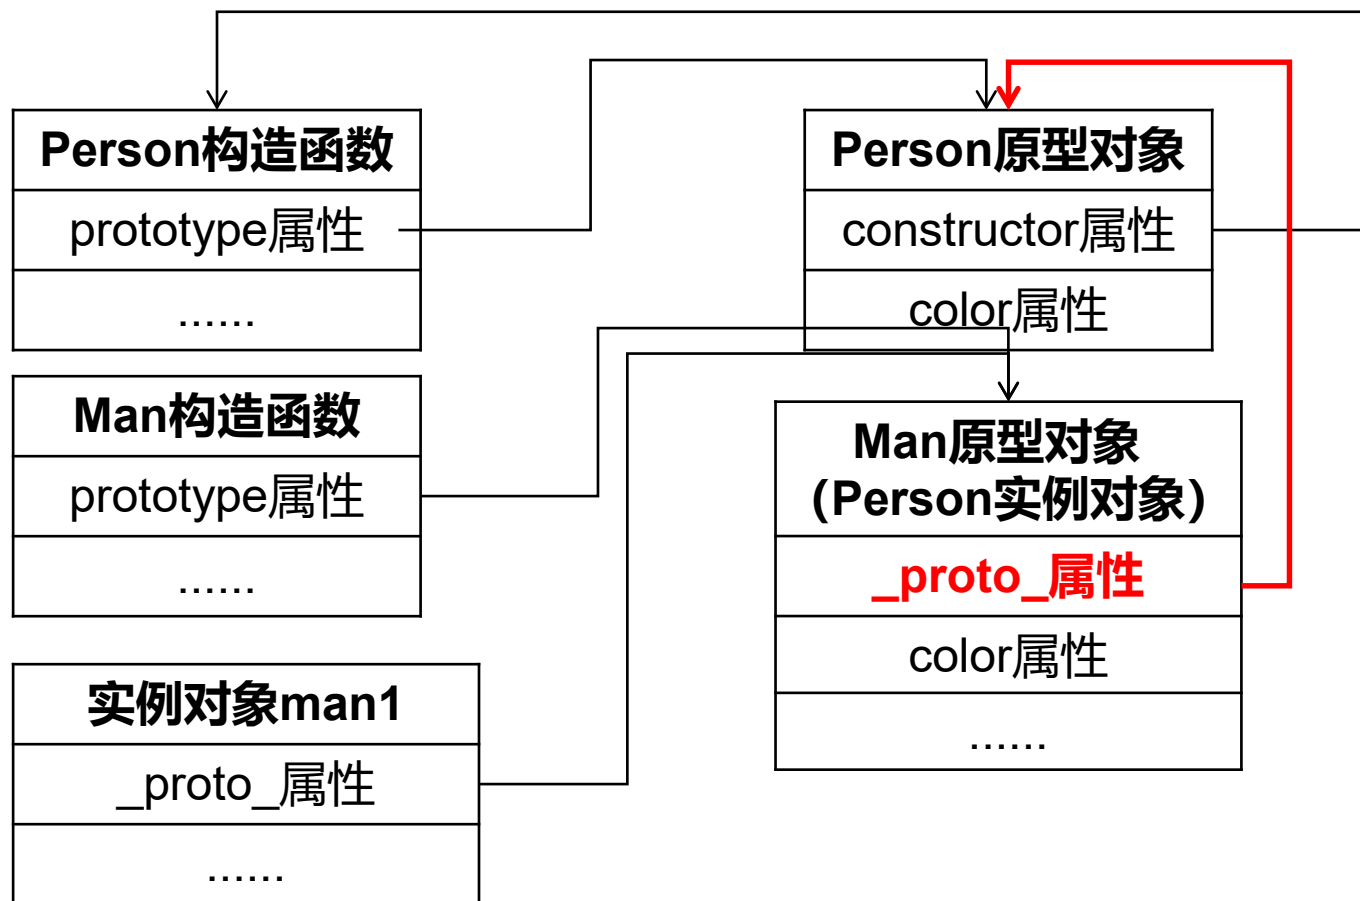 Person构造函数
prototype属性
......
Person原型对象
constructor属性
color属性
Man构造函数
prototype属性
......
Man原型对象
（Person实例对象）
_proto_属性
color属性
......
实例对象man1
_proto_属性
......